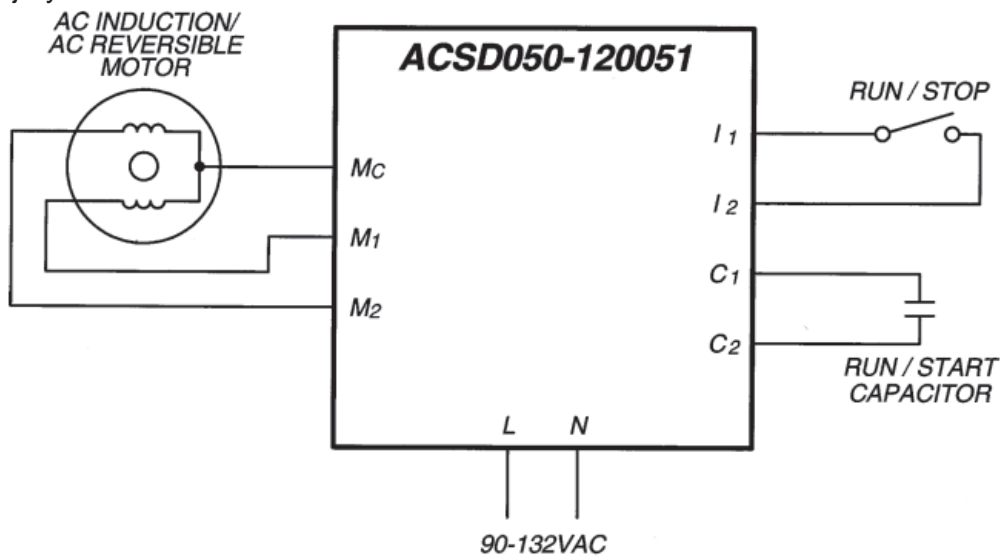 AC INDUCTION/
AC REVERSIBLE
MOTOR
ACSD050-120051
RUN / STOP
I1
MC
I2
M1
C1
M2
C2
RUN / START
CAPACITOR
L N
90-132VAC